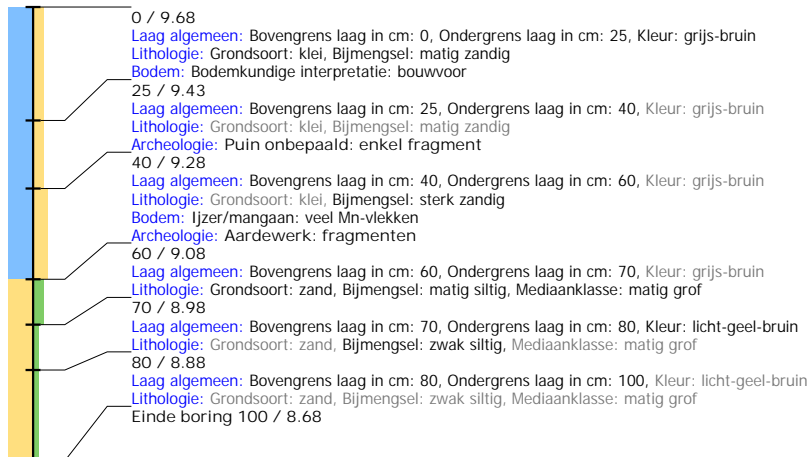 0 / 9.68
Laag algemeen: Bovengrens laag in cm: 0, Ondergrens laag in cm: 25, Kleur: grijs-bruin
Lithologie: Grondsoort: klei, Bijmengsel: matig zandig
Bodem: Bodemkundige interpretatie: bouwvoor
25 / 9.43
Laag algemeen: Bovengrens laag in cm: 25, Ondergrens laag in cm: 40, Kleur: grijs-bruin
Lithologie: Grondsoort: klei, Bijmengsel: matig zandig
Archeologie: Puin onbepaald: enkel fragment
40 / 9.28
Laag algemeen: Bovengrens laag in cm: 40, Ondergrens laag in cm: 60, Kleur: grijs-bruin
Lithologie: Grondsoort: klei, Bijmengsel: sterk zandig
Bodem: Ijzer/mangaan: veel Mn-vlekken
Archeologie: Aardewerk: fragmenten
60 / 9.08
Laag algemeen: Bovengrens laag in cm: 60, Ondergrens laag in cm: 70, Kleur: grijs-bruin
Lithologie: Grondsoort: zand, Bijmengsel: matig siltig, Mediaanklasse: matig grof
70 / 8.98
Laag algemeen: Bovengrens laag in cm: 70, Ondergrens laag in cm: 80, Kleur: licht-geel-bruin
Lithologie: Grondsoort: zand, Bijmengsel: zwak siltig, Mediaanklasse: matig grof
80 / 8.88
Laag algemeen: Bovengrens laag in cm: 80, Ondergrens laag in cm: 100, Kleur: licht-geel-bruin
Lithologie: Grondsoort: zand, Bijmengsel: zwak siltig, Mediaanklasse: matig grof
Einde boring 100 / 8.68